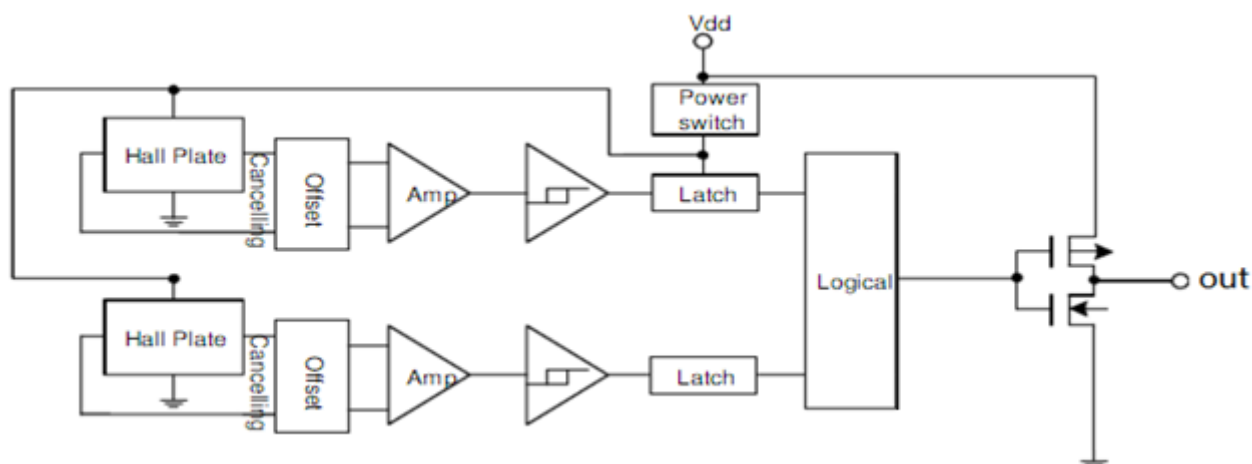 Vdd
Power
switch
Hall Plate
Cancelling
Offset
Amp
Latch
Logical
out
Hall Plate
Cancelling
Offset
Amp
Latch